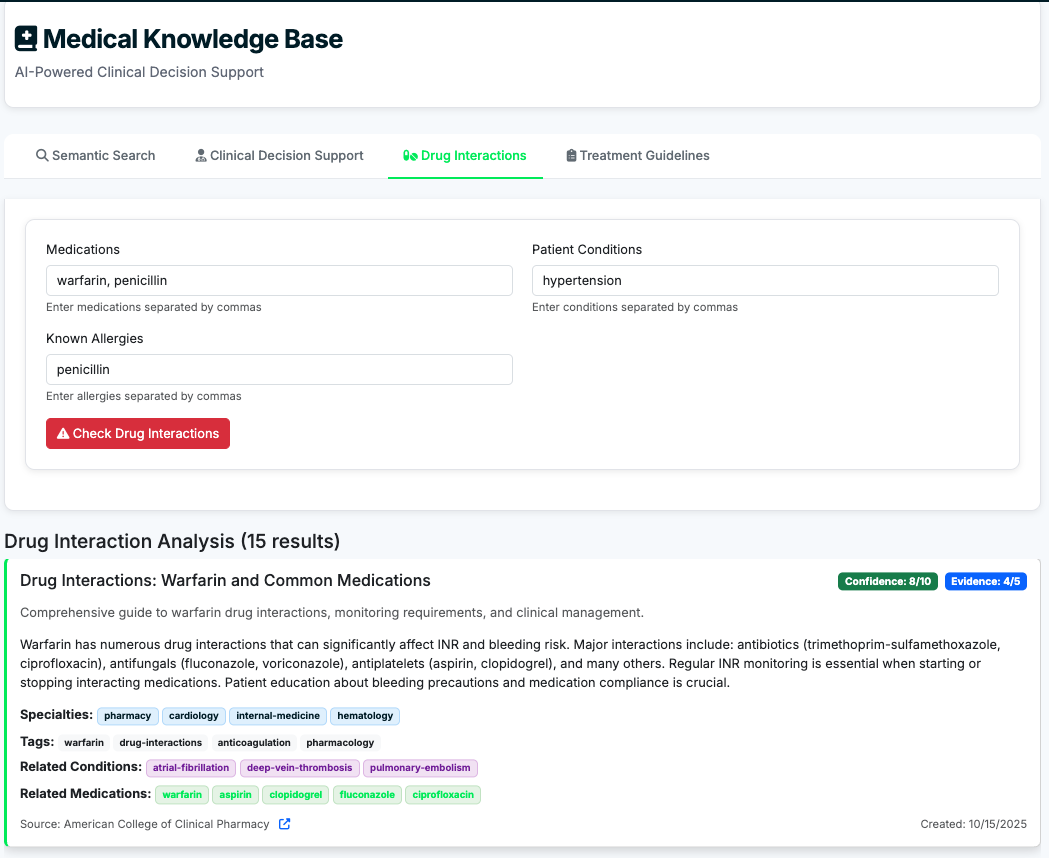 Medical Knowledge Base
AI-Powered Clinical Decision Support
Semantic Search
Clinical Decision Support
Drug Interactions
Treatment Guidelines
Medications
Patient Conditions
warfarin, penicillin
hypertension
Enter medications separated by commas
Enter conditions separated by commas
Known Allergies
penicillin
Enter allergies separated by commas
Check Drug Interactions
Drug Interaction Analysis (15 results)
Drug Interactions: Warfarin and Common Medications
Confidence: 8/10
Evidence: 4/5
Comprehensive guide to warfarin drug interactions, monitoring requirements, and clinical management.
Warfarin has numerous drug interactions that can significantly affect INR and bleeding risk. Major interactions include: antibiotics (trimethoprim-sulfamethoxazole,
ciprofloxacin), antifungals (fluconazole, voriconazole), antiplatelets (aspirin, clopidogrel), and many others. Regular INR monitoring is essential when starting or
stopping interacting medications. Patient education about bleeding precautions and medication compliance is crucial.
Specialties: pharmacy cardiology internal-medicine hematology
Tags: warfarin drug-interactions anticoagulation pharmacology
Related Conditions: atrial-fibrillation deep-vein-thrombosis pulmonary-embolism
Related Medications: warfarin aspirin clopidogrel fluconazole ciprofloxacin
Source: American College of Clinical Pharmacy
Created: 10/15/2025